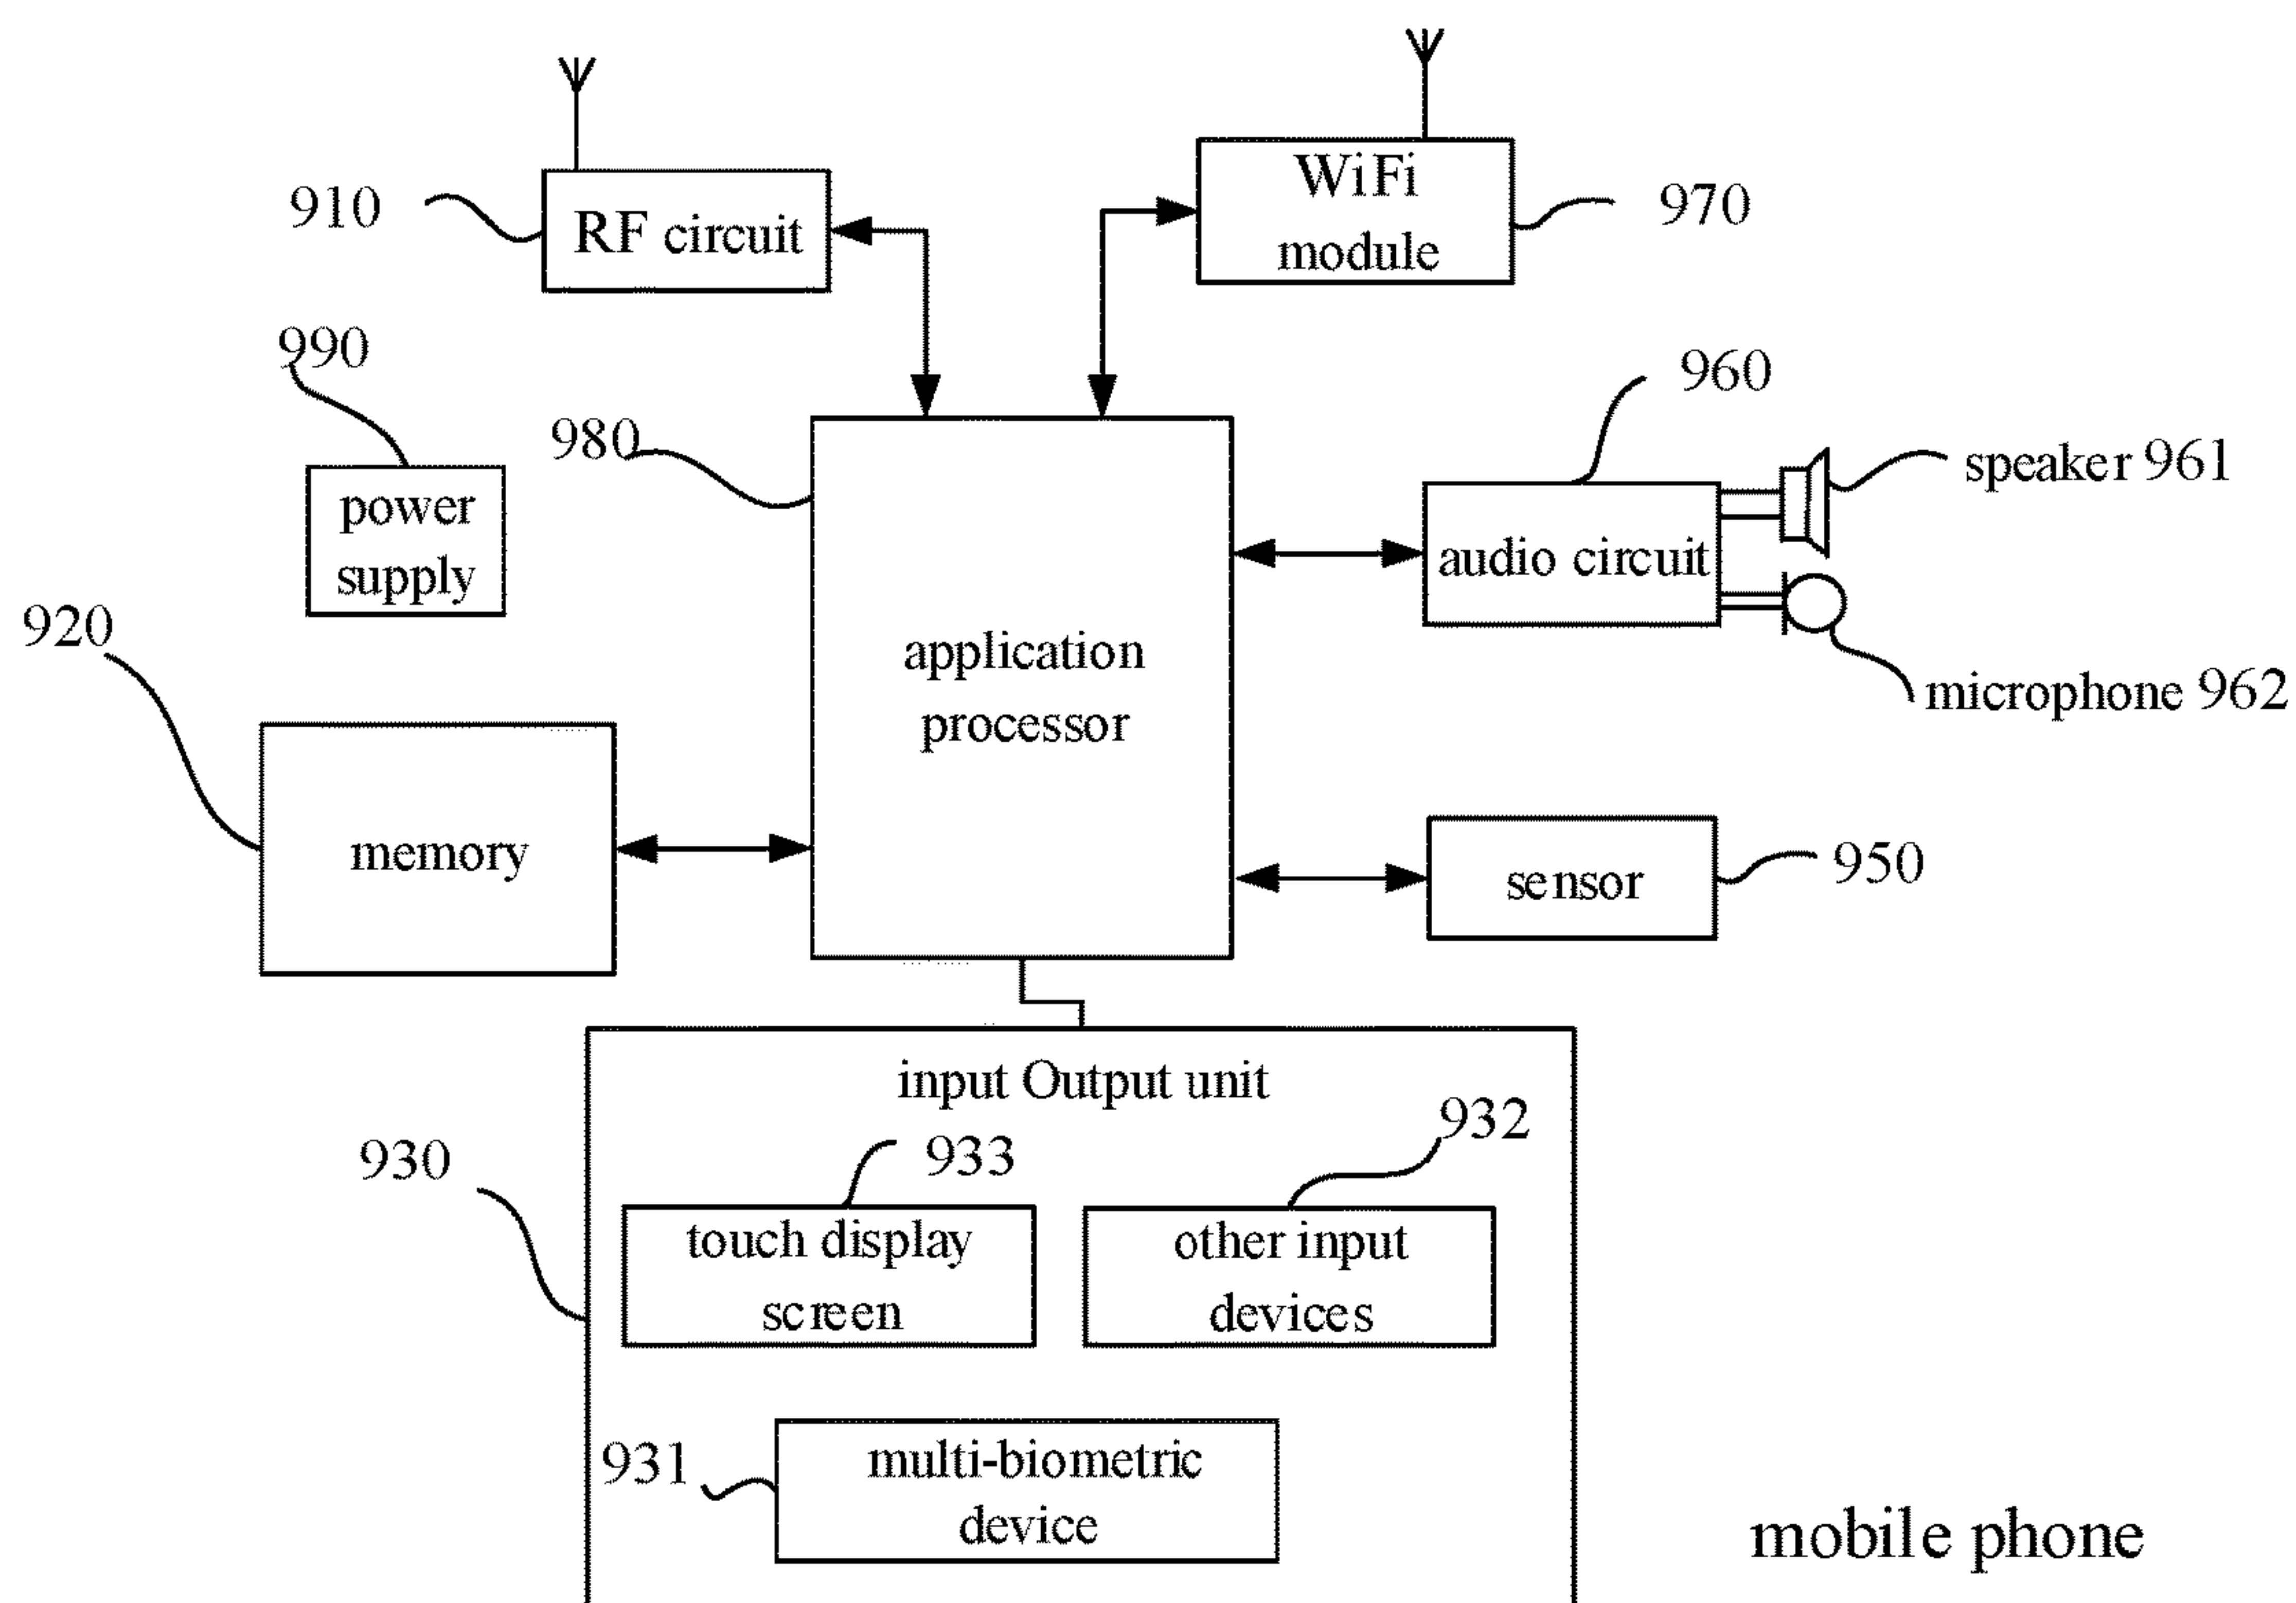 910
RF circuit
WiFi
module
970
990
power
supply
980
960
audio circuit
speaker 961
microphone 962
920
memory
application
processor
sensor
950
input Output unit
930
933
932
touch display
screen
other input
devices
931
multi-biometric
device
mobile phone